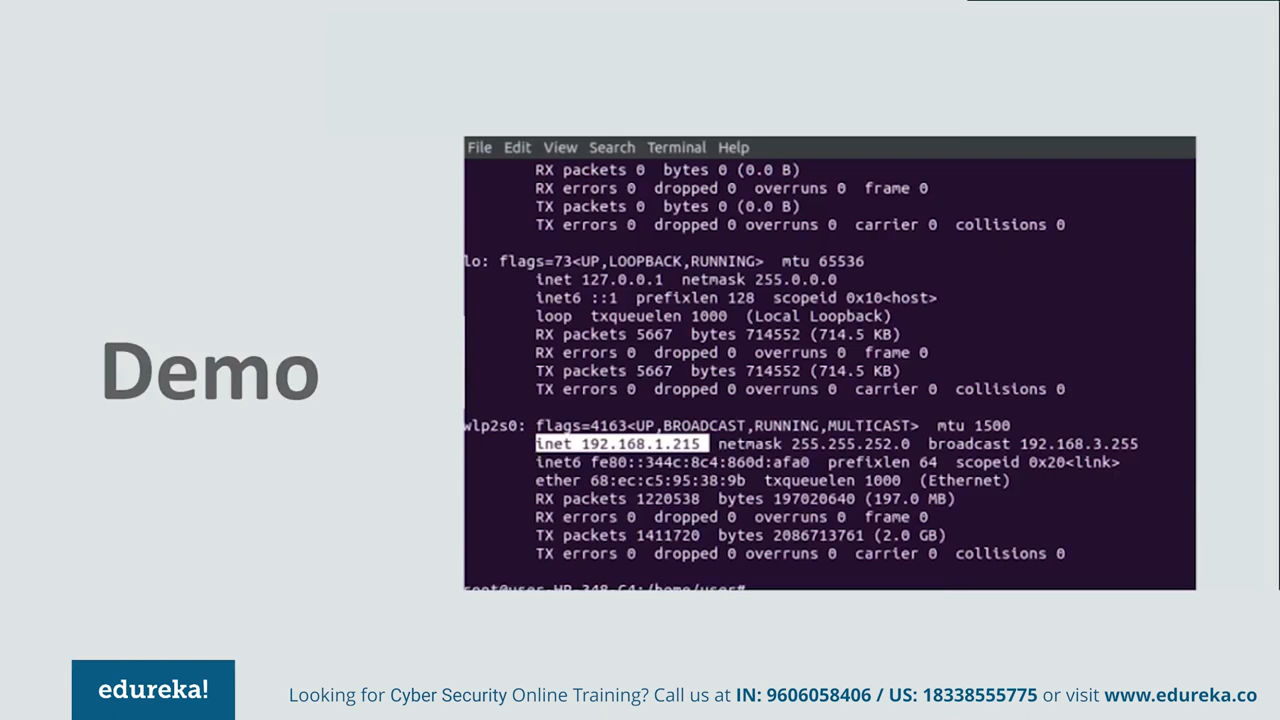 File Edit View Search Terminal Help
RX packets 0 bytes 0 (0.0 B)
RX errors 0 dropped 0 overruns 0 frame 0
TX packets 0 bytes 0 (0.0 B)
TX errors 0 dropped 0 overruns 0 carrier 0 collisions 0
lo: flags=73<UP,LOOPBACK,RUNNING> mtu 65536
inet 127.0.0.1 netmask 255.0.0.0
inet6 ::1 prefixlen 128 scopeid 0x10<host>
loop txqueuelen 1000 (Local Loopback)
RX packets 5667 bytes 714552 (714.5 KB)
RX errors 0 dropped 0 overruns 0 frame 0
TX packets 5667 bytes 714552 (714.5 KB)
TX errors 0 dropped 0 overruns 0 carrier 0 collisions 0
Demo
wlp2s0: flags=4163<UP,BROADCAST,RUNNING,MULTICAST> mtu 1500
inet 192.168.1.215 netmask 255.255.252.0 broadcast 192.168.3.255
inet6 fe80::344c:8c4:860d:afa0 prefixlen 64 scopeid 0x20<link>
ether 68:ec:c5:95:38:9b txqueuelen 1000 (Ethernet)
RX packets 1220538 bytes 197020640 (197.0 MB)
RX errors 0 dropped 0 overruns 0 frame 0
TX packets 1411720 bytes 2086713761 (2.0 GB)
TX errors 0 dropped 0 overruns 0 carrier 0 collisions 0
root@user-HP-348-G4:/home/user#
edureka!
Looking for Cyber Security Online Training? Call us at IN: 9606058406 / US: 18338555775 or visit www.edureka.co